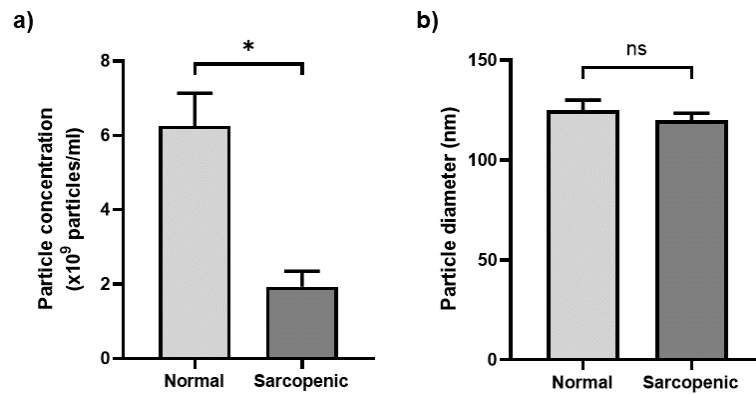 a)
Particle concentration
(x10⁹ particles/ml)
8
6
4
2
0
*
Normal
Sarcopenic
b)
Particle diameter (nm)
150
100
50
0
ns
Normal
Sarcopenic